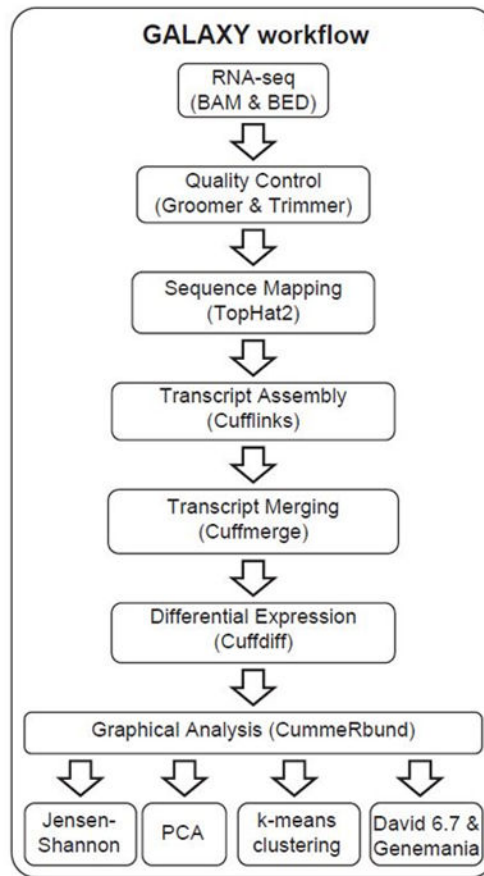 GALAXY workflow
RNA-seq
(BAM & BED)
Quality Control
(Groomer & Trimmer)
Sequence Mapping
(TopHat2)
Transcript Assembly
(Cufflinks)
Transcript Merging
(Cuffmerge)
Differential Expression
(Cuffdiff)
Graphical Analysis (CummeRbund)
Jensen-
Shannon
PCA
k-means
clustering
David 6.7 &
Genemania